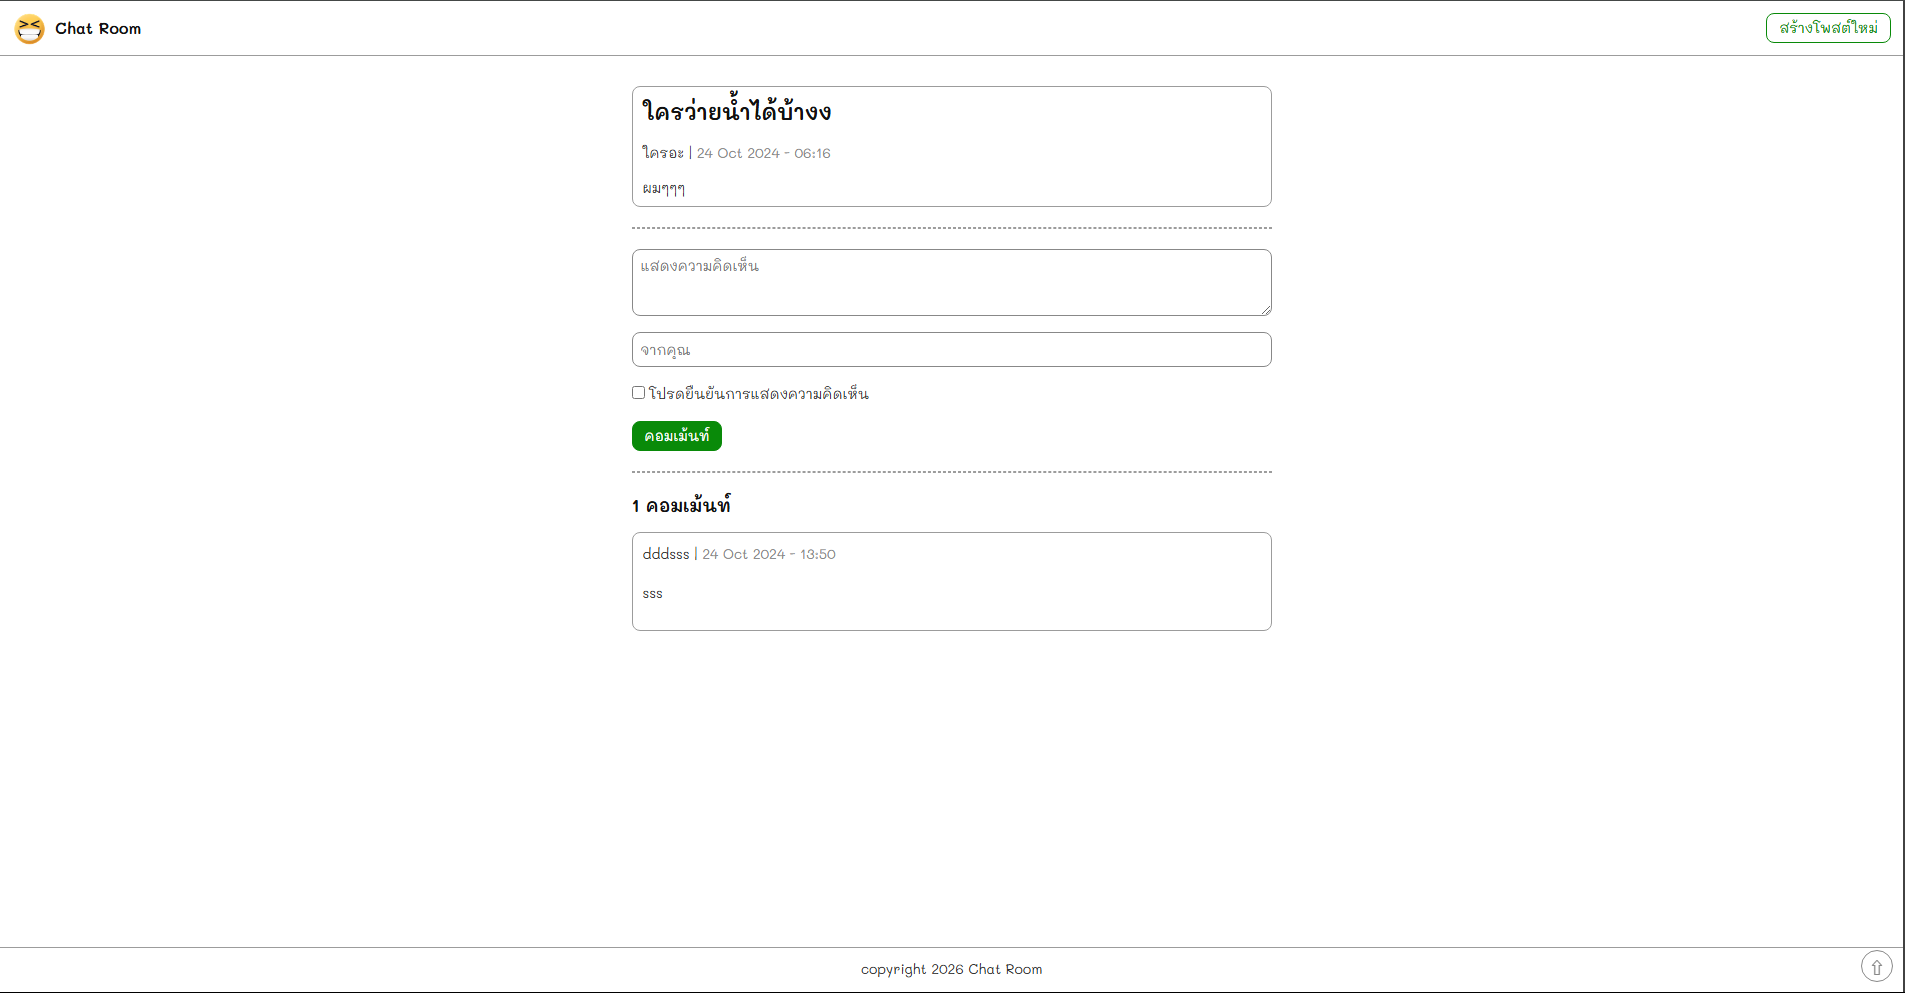 Chat Room
สร้างโพสต์ใหม่
ใครว่ายน้ำได้บ้างง
ใครอะ | 24 Oct 2024 - 06:16
ผมๆๆๆ
แสดงความคิดเห็น
จากคุณ
โปรดยืนยันการแสดงความคิดเห็น
คอมเม้นท์
1 คอมเม้นท์
dddsss | 24 Oct 2024 - 13:50
sss
copyright 2026 Chat Room